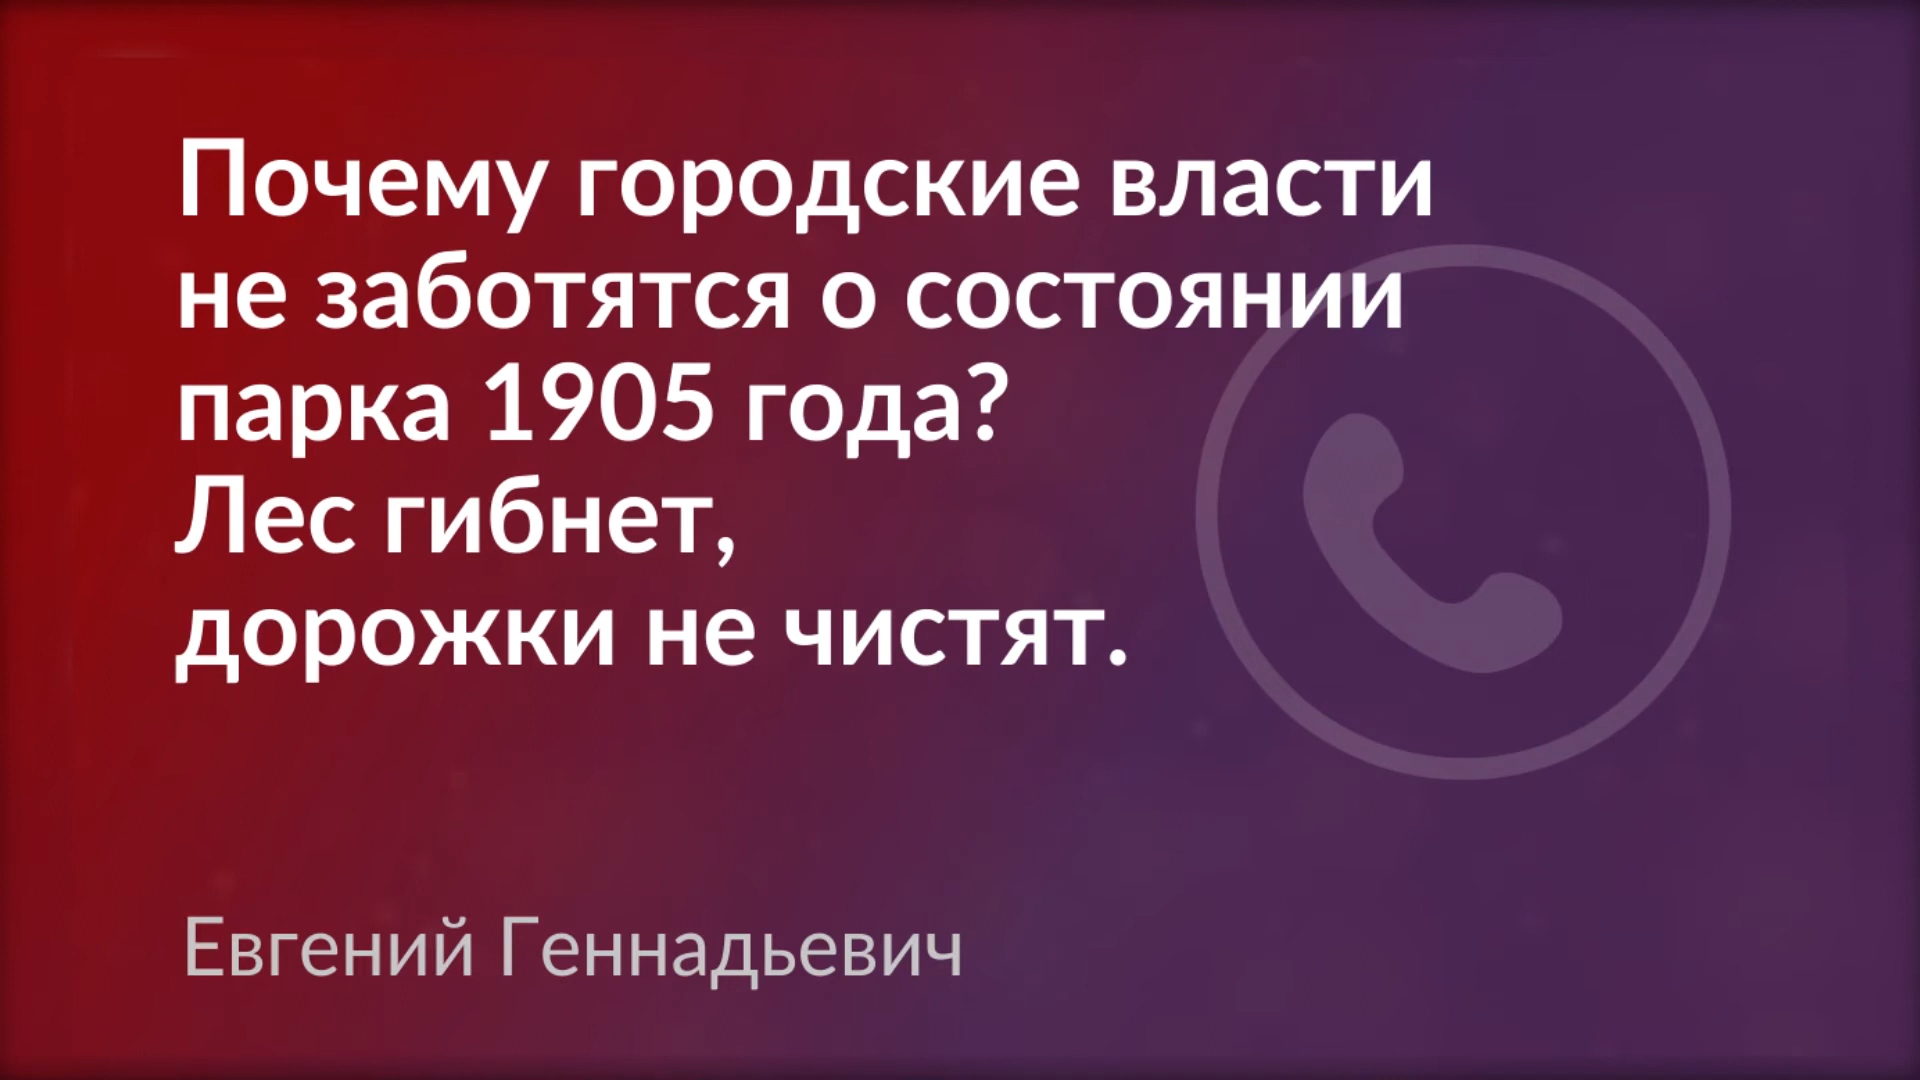 Почему городские власти
не заботятся о состоянии
парка 1905 года?
Лес гибнет,
дорожки не чистят.
Евгений Геннадьевич